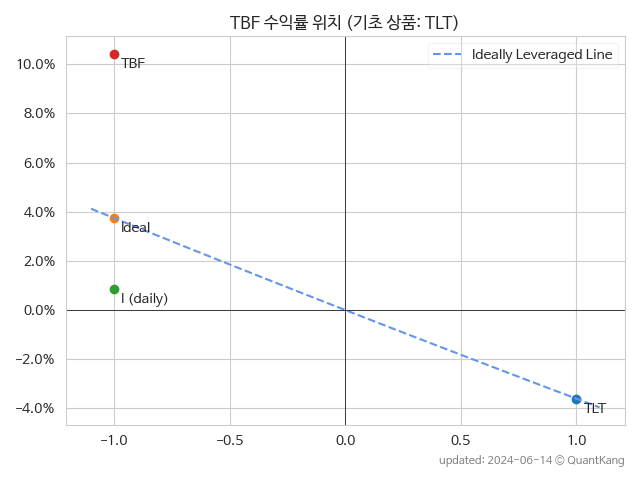 TBF 수익률 위치 (기초 상품: TLT)
Ideally Leveraged Line
10.0%
8.0%
6.0%
4.0%
2.0%
0.0%
−2.0%
−4.0%
TBF
Ideal
I (daily)
TLT
−1.0 −0.5 0.0 0.5 1.0
updated: 2024-06-14 © QuantKang